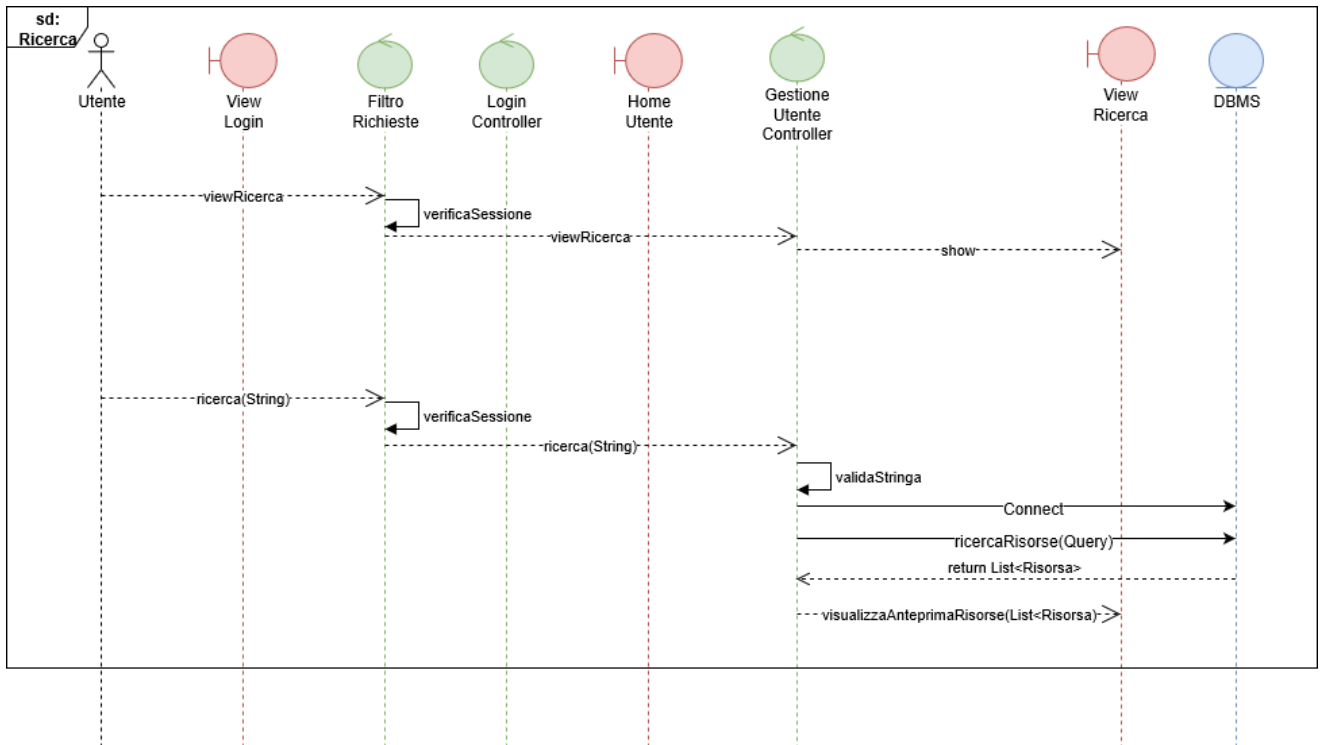 sd:
Ricerca
Utente
View
Login
Filtro
Richieste
Login
Controller
Home
Utente
Gestione
Utente
Controller
View
Ricerca
DBMS
viewRicerca
verificaSessione
viewRicerca
show
ricerca(String)
verificaSessione
ricerca(String)
validaStringa
Connect
ricercaRisorse(Query)
return List<Risorsa>
visualizzaAnteprimaRisorse(List<Risorsa)